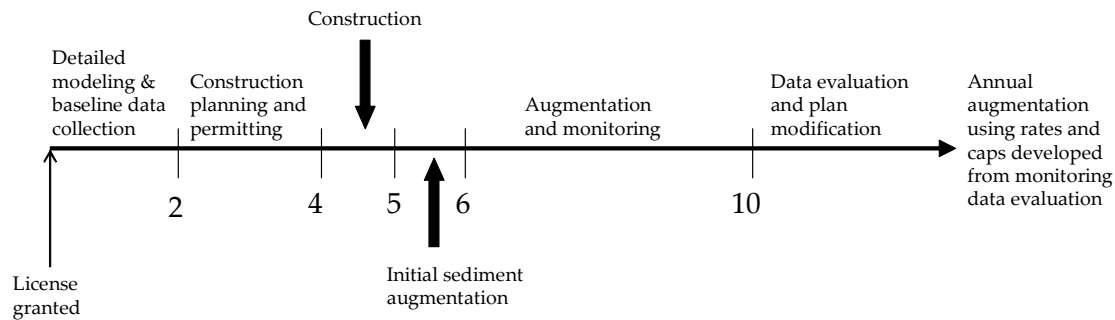 Construction
Detailed
modeling &
baseline data
collection
Construction
planning and
permitting
Augmentation
and monitoring
Data evaluation
and plan
modification
Annual
augmentation
using rates and
caps developed
from monitoring
data evaluation
2
4
5
6
10
License
granted
Initial sediment
augmentation